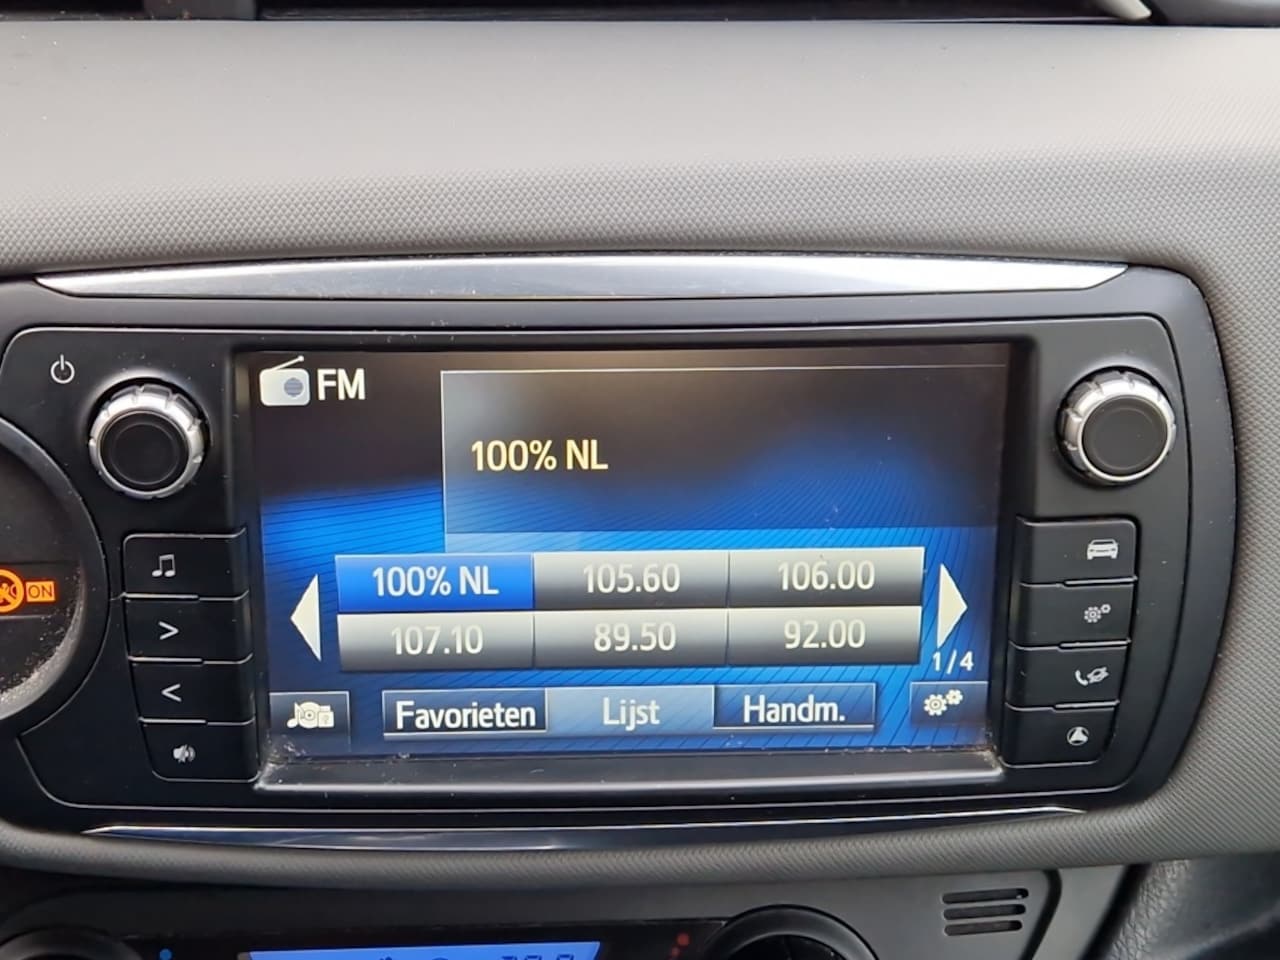 FM
100% NL
100% NL 105.60 106.00
107.10 89.50 92.00
1/4
Favorieten Lijst Handm.
ON